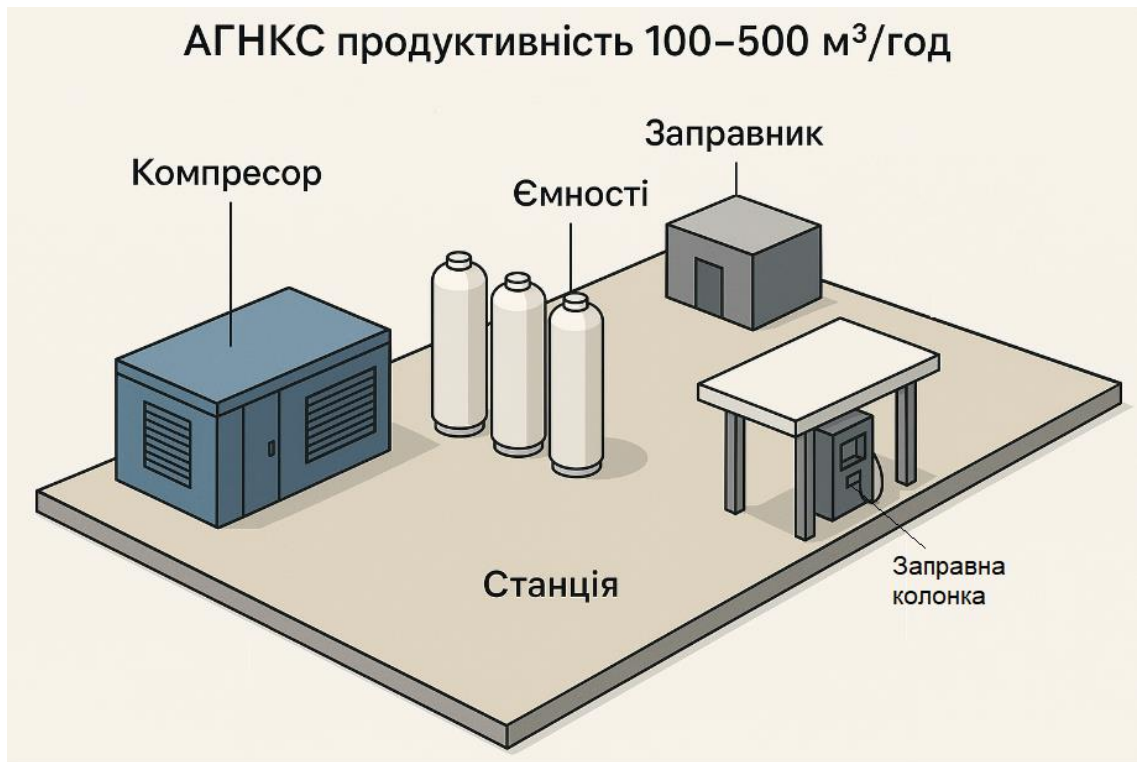 АГНКС продуктивність 100–500 м³/год
Заправник
Компресор
Ємності
Заправна
колонка
Станція